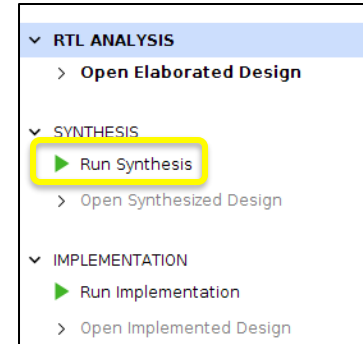 RTL ANALYSIS
Open Elaborated Design
SYNTHESIS
Run Synthesis
Open Synthesized Design
IMPLEMENTATION
Run Implementation
Open Implemented Design